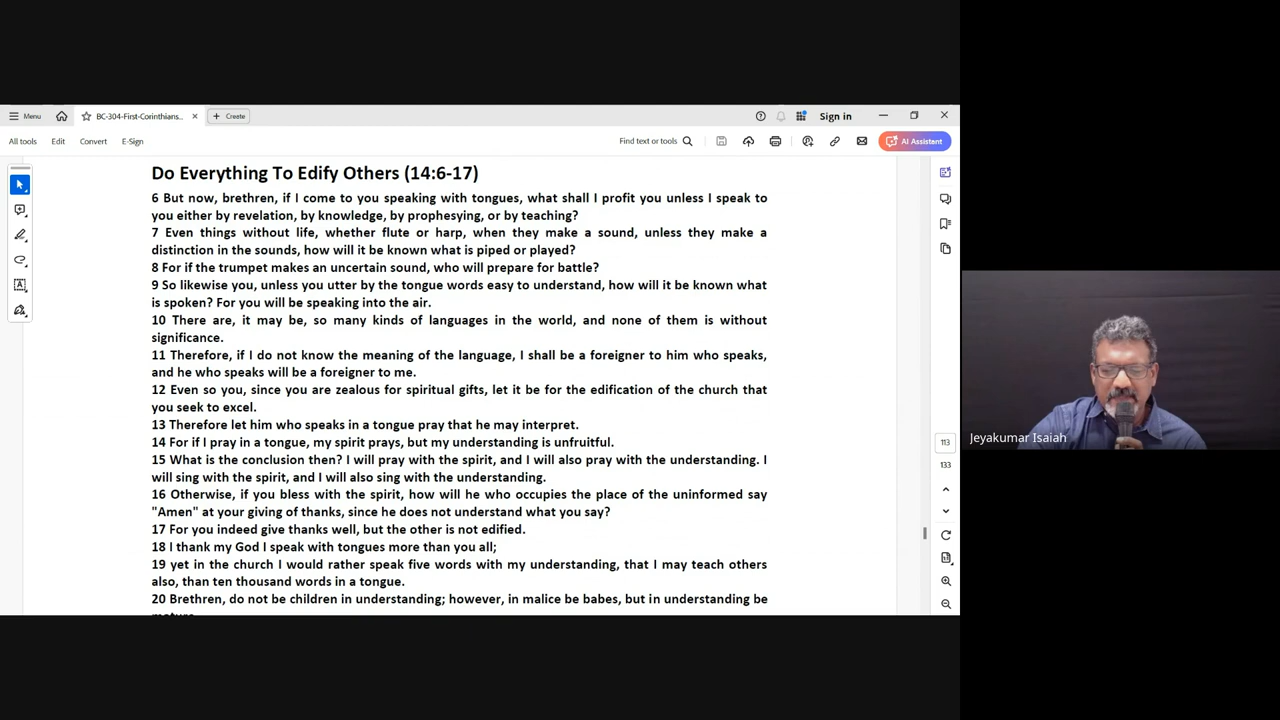 Menu
BC-304-First-Corinthians...
Create
Sign in
All tools
Edit
Convert
E-Sign
Find text or tools
AI Assistant
Do Everything To Edify Others (14:6-17)
6 But now, brethren, if I come to you speaking with tongues, what shall I profit you unless I speak to
you either by revelation, by knowledge, by prophesying, or by teaching?
7 Even things without life, whether flute or harp, when they make a sound, unless they make a
distinction in the sounds, how will it be known what is piped or played?
8 For if the trumpet makes an uncertain sound, who will prepare for battle?
9 So likewise you, unless you utter by the tongue words easy to understand, how will it be known what
is spoken? For you will be speaking into the air.
10 There are, it may be, so many kinds of languages in the world, and none of them is without
significance.
11 Therefore, if I do not know the meaning of the language, I shall be a foreigner to him who speaks,
and he who speaks will be a foreigner to me.
12 Even so you, since you are zealous for spiritual gifts, let it be for the edification of the church that
you seek to excel.
13 Therefore let him who speaks in a tongue pray that he may interpret.
14 For if I pray in a tongue, my spirit prays, but my understanding is unfruitful.
15 What is the conclusion then? I will pray with the spirit, and I will also pray with the understanding. I
will sing with the spirit, and I will also sing with the understanding.
16 Otherwise, if you bless with the spirit, how will he who occupies the place of the uninformed say
"Amen" at your giving of thanks, since he does not understand what you say?
17 For you indeed give thanks well, but the other is not edified.
18 I thank my God I speak with tongues more than you all;
19 yet in the church I would rather speak five words with my understanding, that I may teach others
also, than ten thousand words in a tongue.
20 Brethren, do not be children in understanding; however, in malice be babes, but in understanding be
113
133
Jeyakumar Isaiah